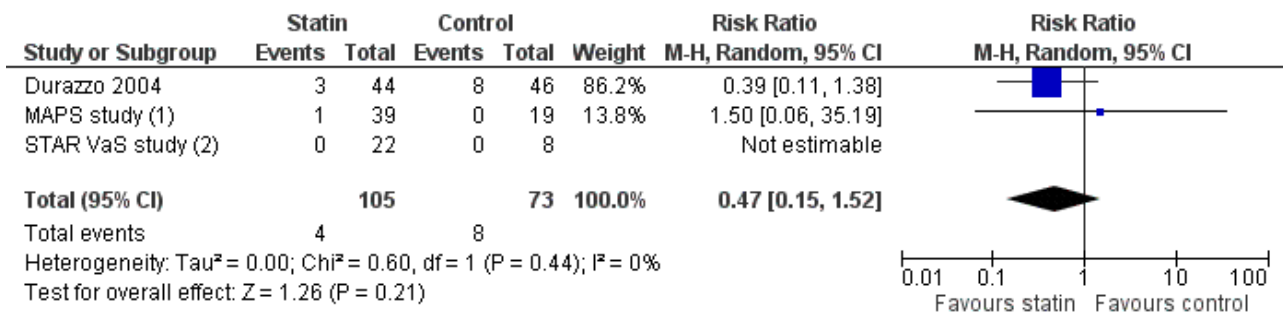 Statin Control Risk Ratio Risk Ratio
Study or Subgroup Events Total Events Total Weight M-H, Random, 95% CI M-H, Random, 95% CI
Durazzo 2004 3 44 8 46 86.2% 0.39 [0.11, 1.38]
MAPS study (1) 1 39 0 19 13.8% 1.50 [0.06, 35.19]
STAR VaS study (2) 0 22 0 8 Not estimable
Total (95% CI) 105 73 100.0% 0.47 [0.15, 1.52]
Total events 4 8
Heterogeneity: Tau² = 0.00; Chi² = 0.60, df = 1 (P = 0.44); I² = 0%
Test for overall effect: Z = 1.26 (P = 0.21)
0.01 0.1 1 10 100
Favours statin Favours control